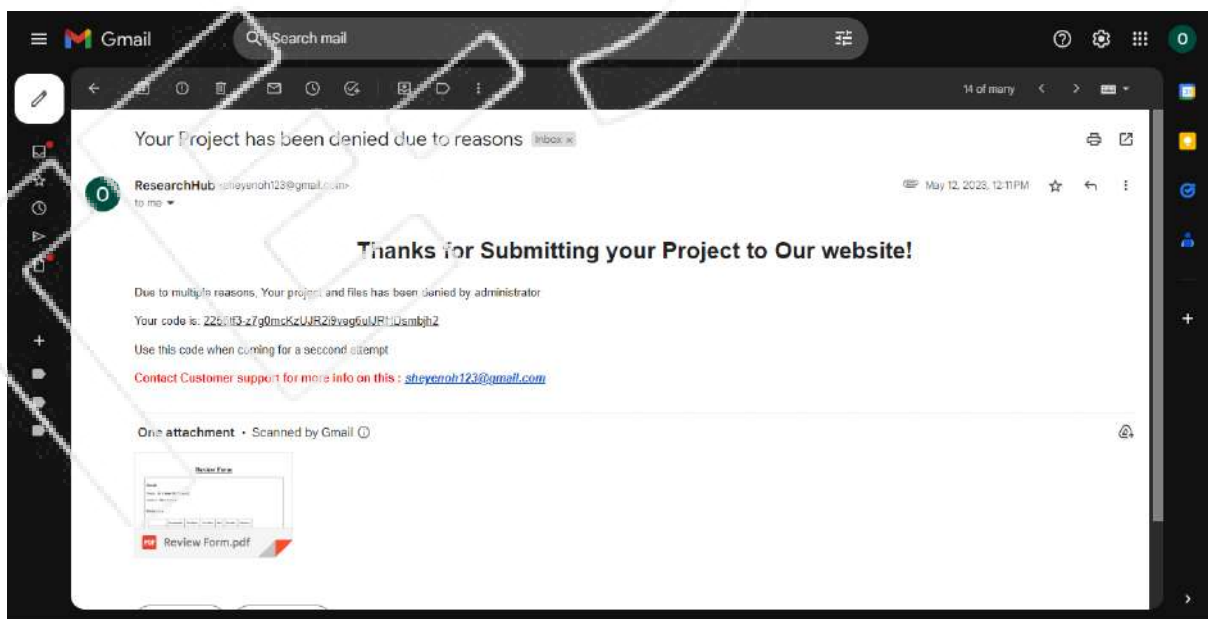 Gmail
Search mail
14 of many
Your Project has been denied due to reasons Inbox x
ResearchHub
May 12, 2023, 12:11 PM
to me
Thanks for Submitting your Project to Our website!
Due to multiple reasons, Your project and files has been denied by administrator
Your code is:
Use this code when coming for a seccond attempt
Contact Customer support for more info on this : sheyenoh123@gmail.com
One attachment • Scanned by Gmail
Review Form
PDF Review Form.pdf